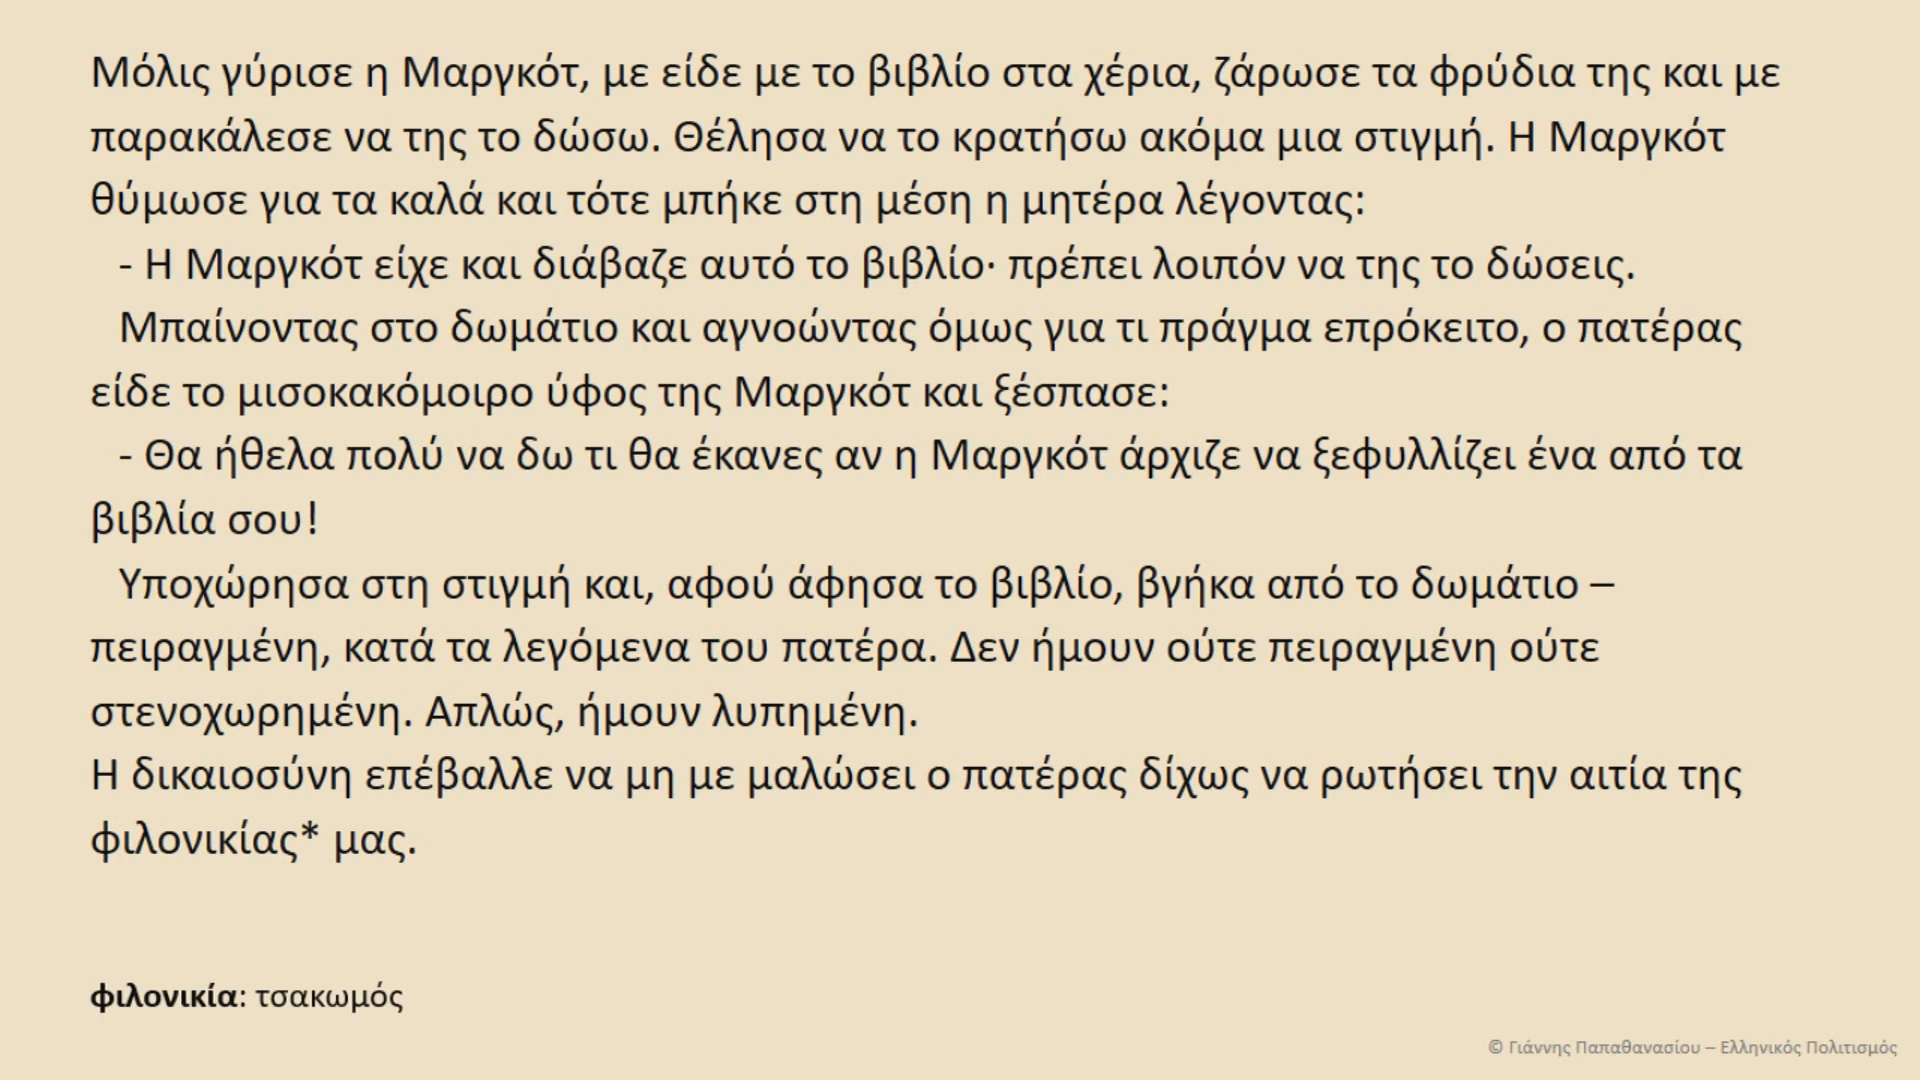 Μόλις γύρισε η Μαργκότ, με είδε με το βιβλίο στα χέρια, ζάρωσε τα φρύδια της και με
παρακάλεσε να της το δώσω. Θέλησα να το κρατήσω ακόμα μια στιγμή. Η Μαργκότ
θύμωσε για τα καλά και τότε μπήκε στη μέση η μητέρα λέγοντας:
- Η Μαργκότ είχε και διάβαζε αυτό το βιβλίο· πρέπει λοιπόν να της το δώσεις.
Μπαίνοντας στο δωμάτιο και αγνοώντας όμως για τι πράγμα επρόκειτο, ο πατέρας
είδε το μισοκακόμοιρο ύφος της Μαργκότ και ξέσπασε:
- Θα ήθελα πολύ να δω τι θα έκανες αν η Μαργκότ άρχιζε να ξεφυλλίζει ένα από τα
βιβλία σου!
Υποχώρησα στη στιγμή και, αφού άφησα το βιβλίο, βγήκα από το δωμάτιο –
πειραγμένη, κατά τα λεγόμενα του πατέρα. Δεν ήμουν ούτε πειραγμένη ούτε
στενοχωρημένη. Απλώς, ήμουν λυπημένη.
Η δικαιοσύνη επέβαλλε να μη με μαλώσει ο πατέρας δίχως να ρωτήσει την αιτία της
φιλονικίας* μας.
φιλονικία: τσακωμός
© Γιάννης Παπαθανασίου – Ελληνικός Πολιτισμός